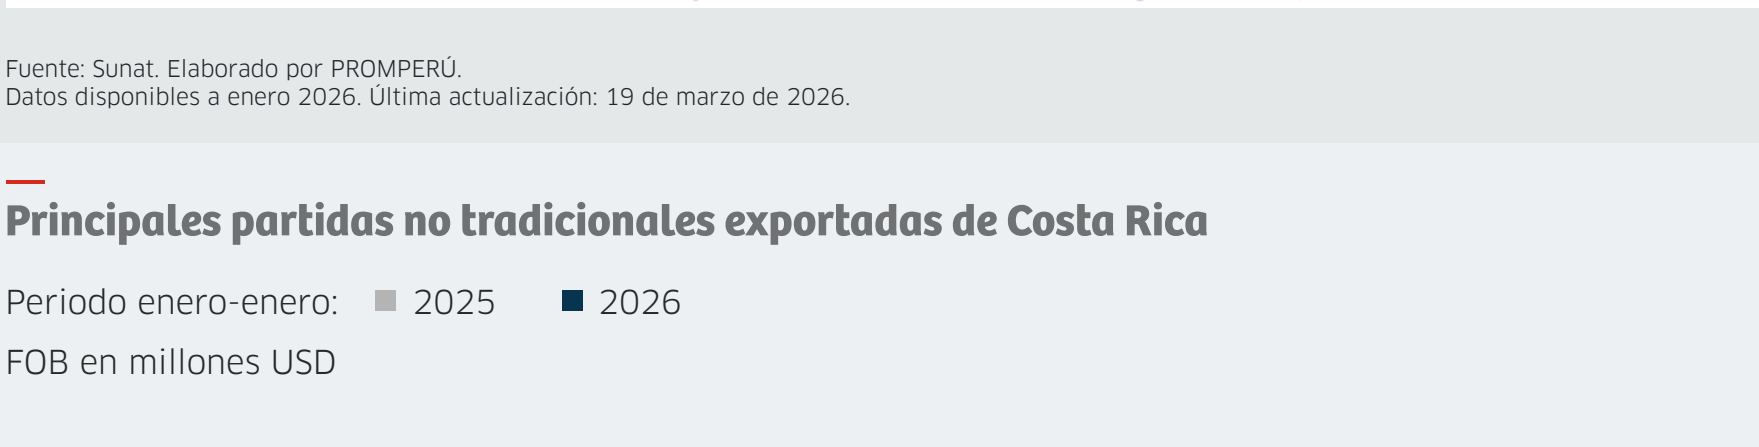 Fuente: Sunat. Elaborado por PROMPERÚ.
Datos disponibles a enero 2026. Última actualización: 19 de marzo de 2026.
Principales partidas no tradicionales exportadas de Costa Rica
Periodo enero-enero: 2025 2026
FOB en millones USD